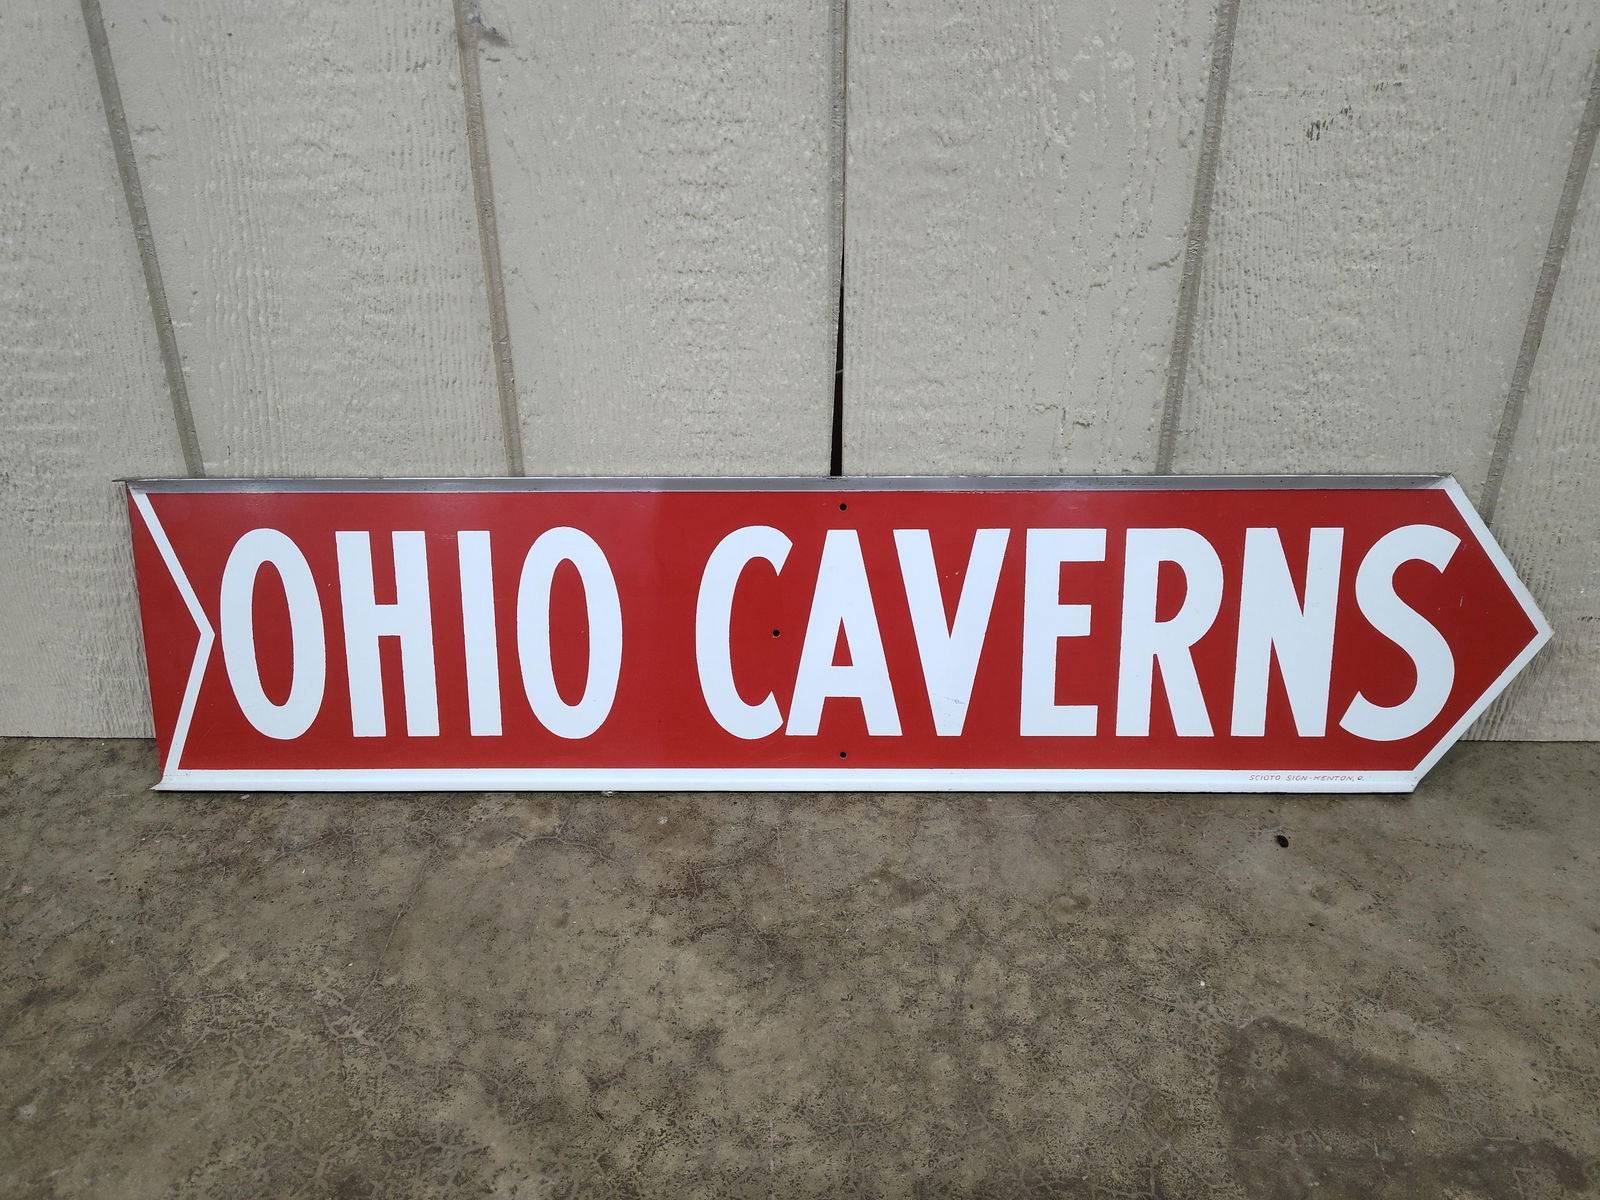 OHIO CAVERNS
SCIOTO SIGN-KENTON, O.